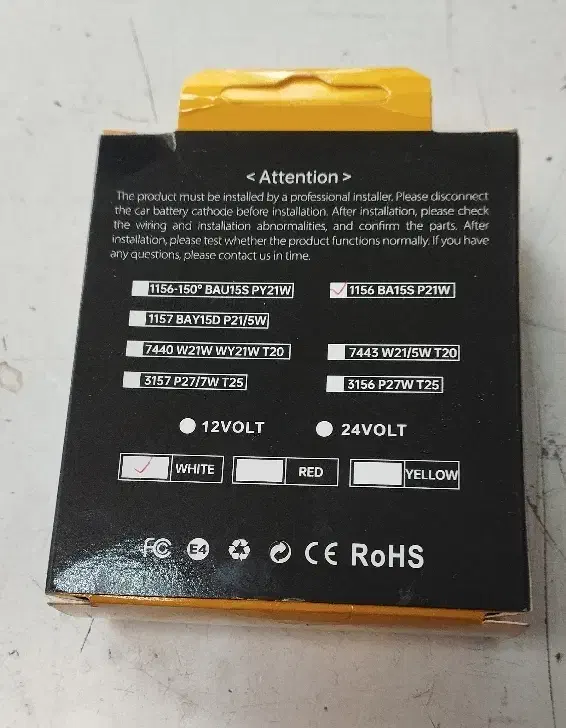 < Attention >
The product must be installed by a professional installer. Please disconnect
the car battery cathode before installation. After installation, please check
the wiring and installation abnormalities, and confirm the parts. After
installation, please test whether the product functions normally. If you have
any questions, please contact us in time.
1156-150° BAU15S PY21W 1156 BA15S P21W
1157 BAY15D P21/5W
7440 W21W WY21W T20 7443 W21/5W T20
3157 P27/7W T25 3156 P27W T25
12VOLT 24VOLT
WHITE RED YELLOW
FC E4 CE RoHS